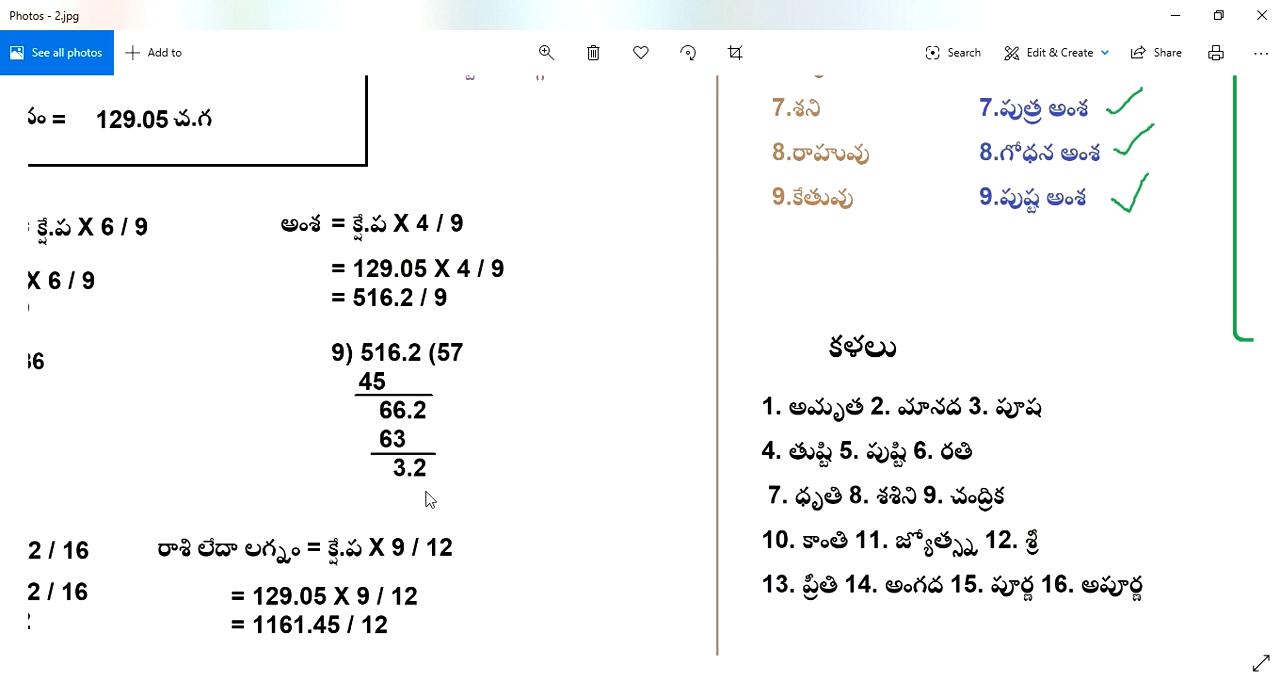 Photos - 2.jpg
See all photos
Add to
Search
Edit & Create
Share
= 129.05 చ.గ
క్షే.ప X 6 / 9
X 6 / 9
అంశ = క్షే.ప X 4 / 9
= 129.05 X 4 / 9
= 516.2 / 9
9) 516.2 (57
45
66.2
63
3.2
2 / 16
2 / 16
రాశి లేదా లగ్నం = క్షే.ప X 9 / 12
= 129.05 X 9 / 12
= 1161.45 / 12
7.శని
8.రాహువు
9.కేతువు
7.పుత్ర అంశ
8.గోధన అంశ
9.పుష్ట అంశ
కళలు
1. అమృత 2. మానద 3. పూష
4. తుష్టి 5. పుష్టి 6. రతి
7. ధృతి 8. శశిని 9. చంద్రిక
10. కాంతి 11. జ్యోత్స్న 12. శ్రీ
13. ప్రీతి 14. అంగద 15. పూర్ణ 16. అపూర్ణ